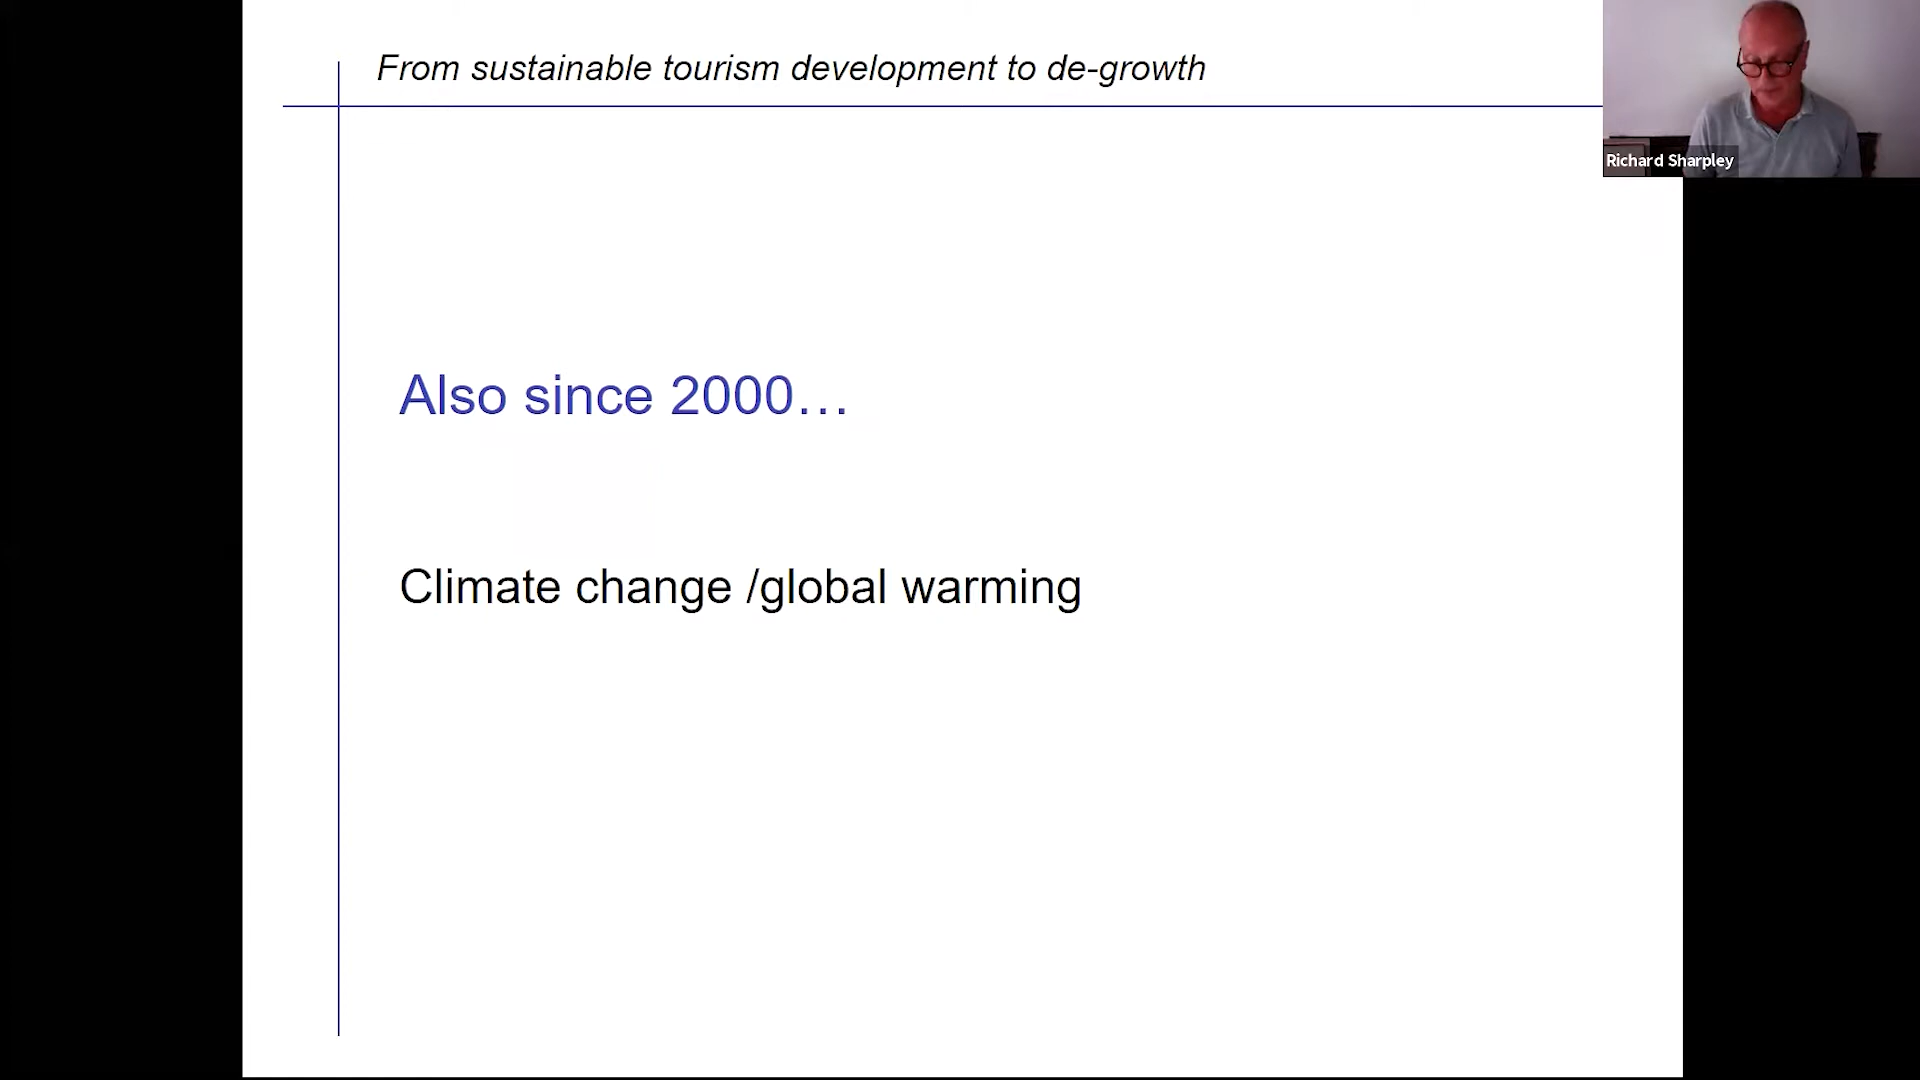 From sustainable tourism development to de-growth
Richard Sharpley
Also since 2000…
Climate change /global warming